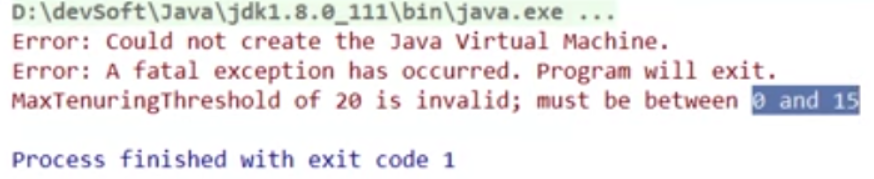 D:\devSoft\Java\jdk1.8.0_111\bin\java.exe ...
Error: Could not create the Java Virtual Machine.
Error: A fatal exception has occurred. Program will exit.
MaxTenuringThreshold of 20 is invalid; must be between 0 and 15
Process finished with exit code 1